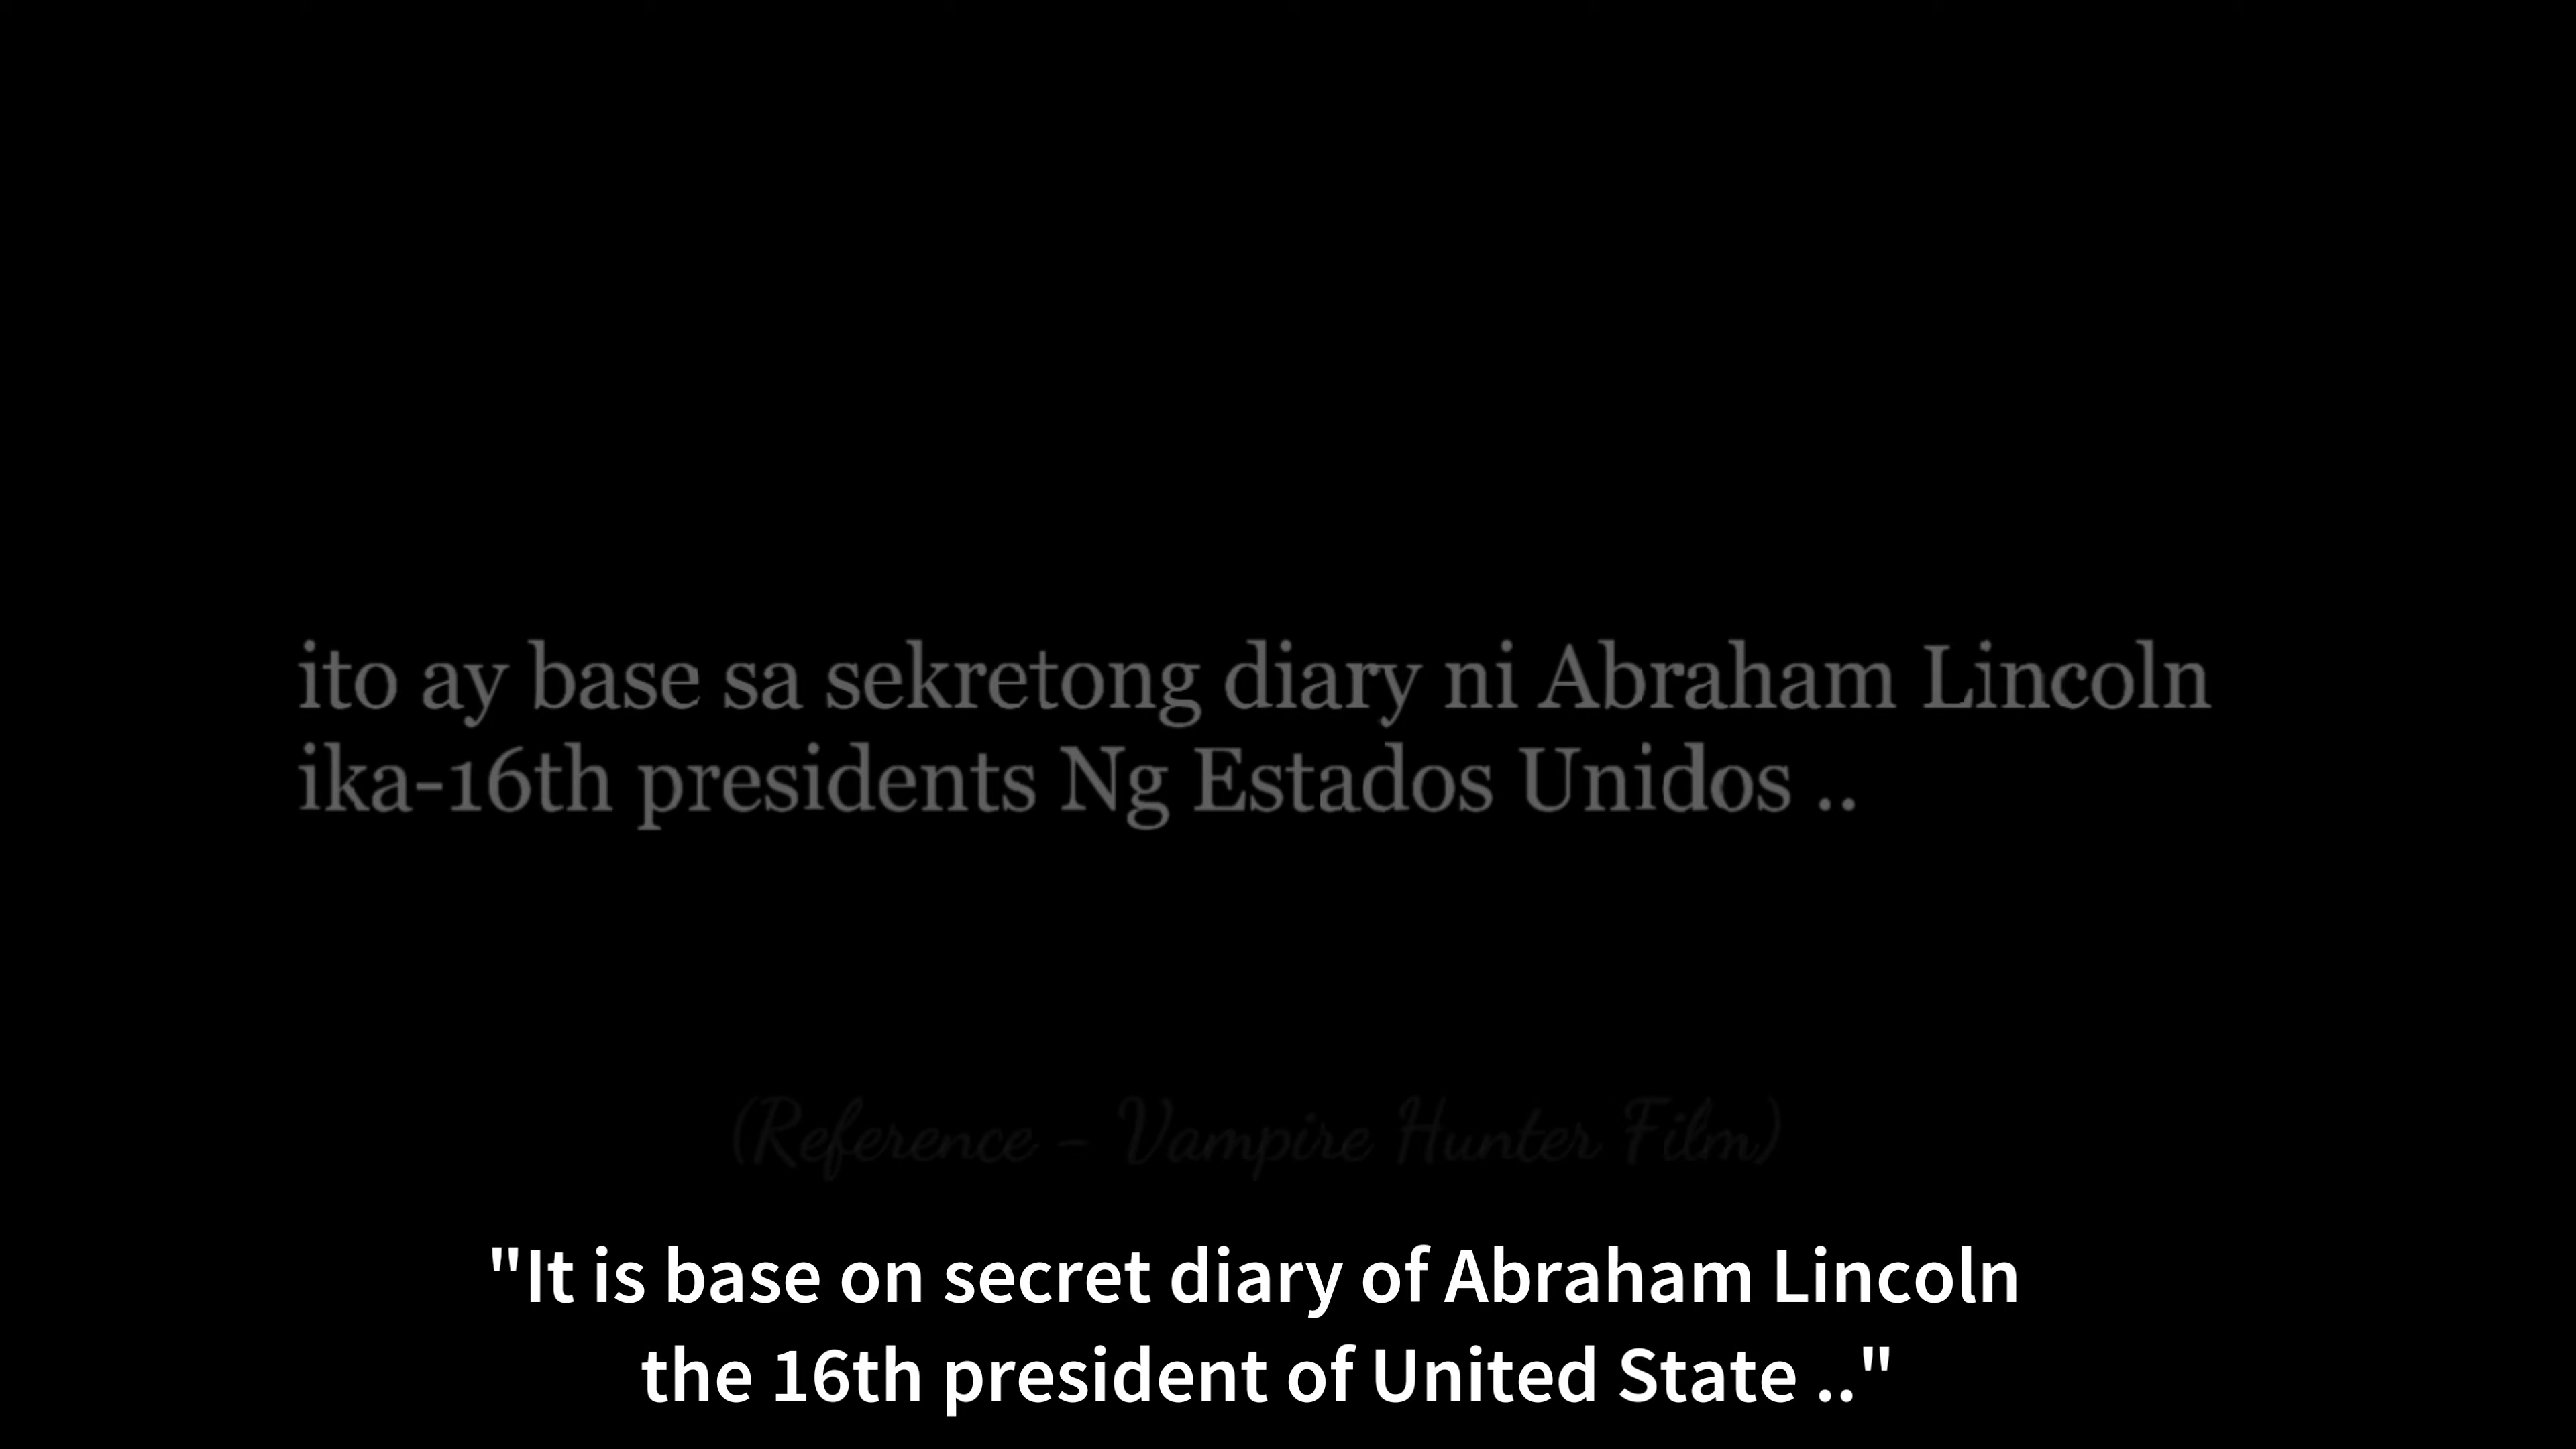 ito ay base sa sekretong diary ni Abraham Lincoln
ika-16th presidents Ng Estados Unidos ..
(Reference - Vampire Hunter Film)
"It is base on secret diary of Abraham Lincoln
the 16th president of United State .."